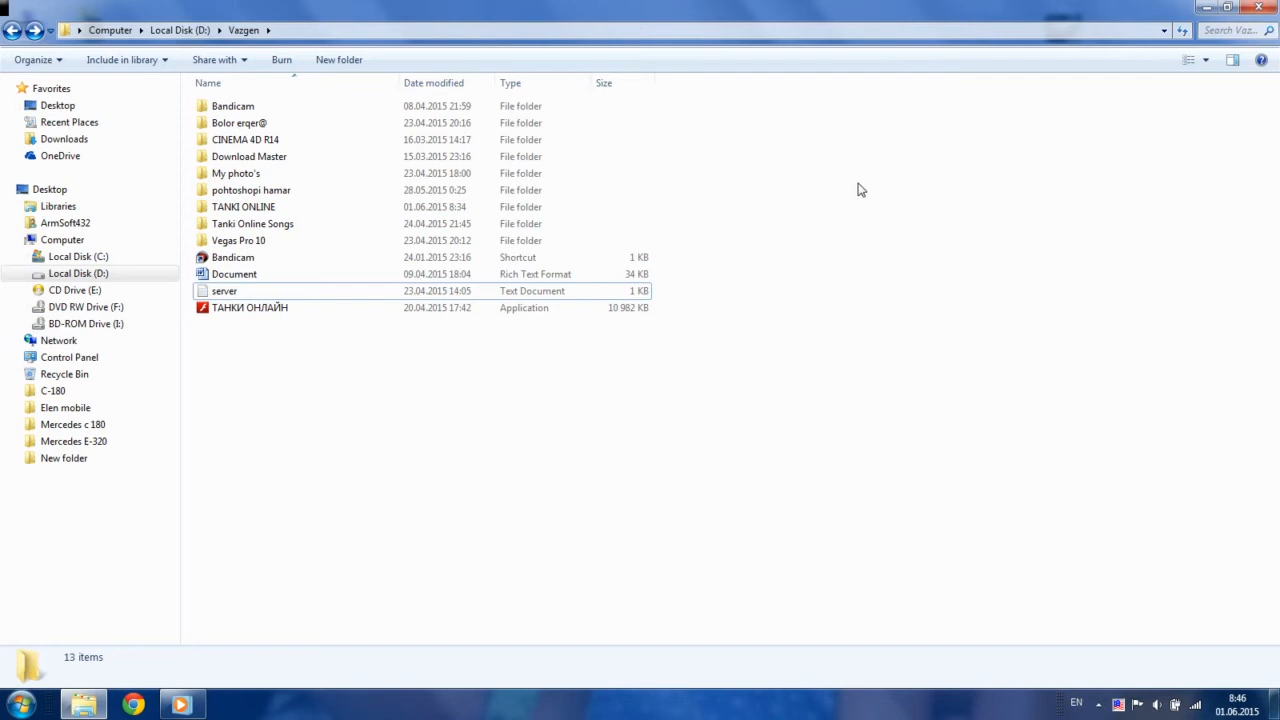 Computer Local Disk (D:) Vazgen Search Vaz...
Organize Include in library Share with Burn New folder
Name Date modified Type Size
Favorites
Desktop
Recent Places
Downloads
OneDrive
Desktop
Libraries
ArmSoft432
Computer
Local Disk (C:)
Local Disk (D:)
CD Drive (E:)
DVD RW Drive (F:)
BD-ROM Drive (I:)
Network
Control Panel
Recycle Bin
C-180
Elen mobile
Mercedes c 180
Mercedes E-320
New folder
Bandicam 08.04.2015 21:59 File folder
Bolor erqer@ 23.04.2015 20:16 File folder
CINEMA 4D R14 16.03.2015 14:17 File folder
Download Master 15.03.2015 23:16 File folder
My photo's 23.04.2015 18:00 File folder
pohtoshopi hamar 28.05.2015 0:25 File folder
TANKI ONLINE 01.06.2015 8:34 File folder
Tanki Online Songs 24.04.2015 21:45 File folder
Vegas Pro 10 23.04.2015 20:12 File folder
Bandicam 24.01.2015 23:16 Shortcut 1 KB
Document 09.04.2015 18:04 Rich Text Format 34 KB
server 23.04.2015 14:05 Text Document 1 KB
ТАНКИ ОНЛАЙН 20.04.2015 17:42 Application 10 982 KB
13 items
EN
8:46
01.06.2015